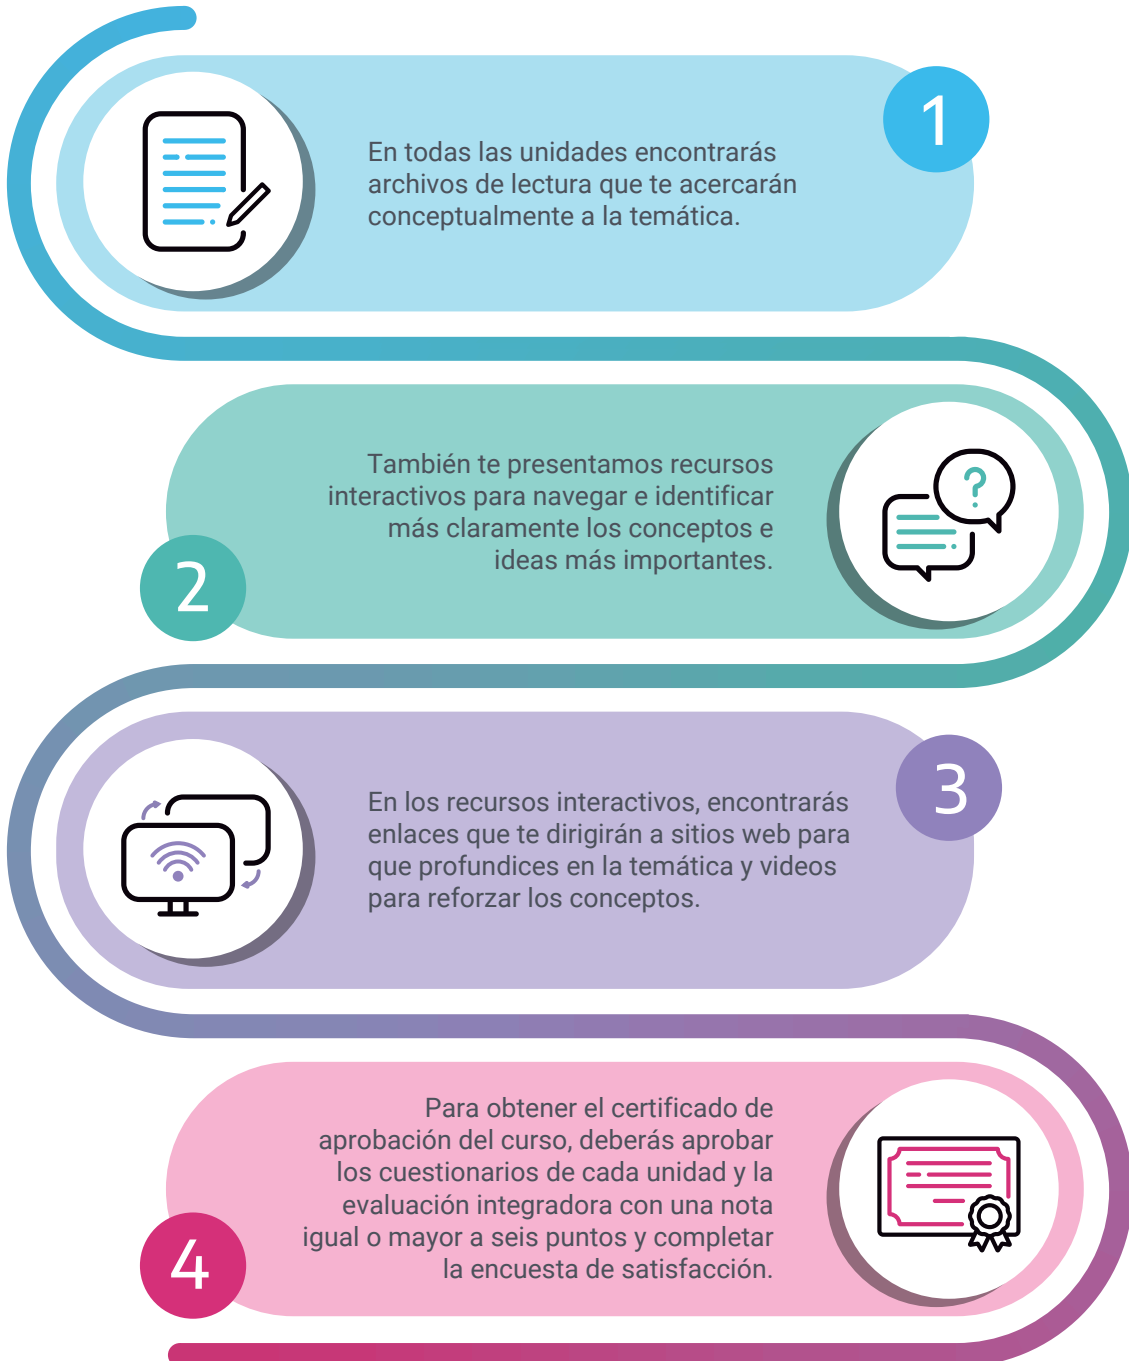 1
En todas las unidades encontrarás
archivos de lectura que te acercarán
conceptualmente a la temática.
También te presentamos recursos
interactivos para navegar e identificar
más claramente los conceptos e
ideas más importantes.
2
?
3
En los recursos interactivos, encontrarás
enlaces que te dirigirán a sitios web para
que profundices en la temática y videos
para reforzar los conceptos.
Para obtener el certificado de
aprobación del curso, deberás aprobar
los cuestionarios de cada unidad y la
evaluación integradora con una nota
igual o mayor a seis puntos y completar
la encuesta de satisfacción.
4